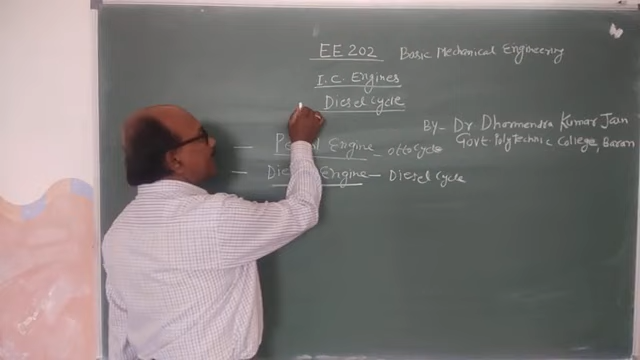 EE 202 Basic Mechanical Engineering
I.C. Engines
Diesel cycle
By- Dr Dharmendra Kumar Jain
Govt Polytechnic College, Baran
— Engine - otto cycle
— Engine - Diesel cycle